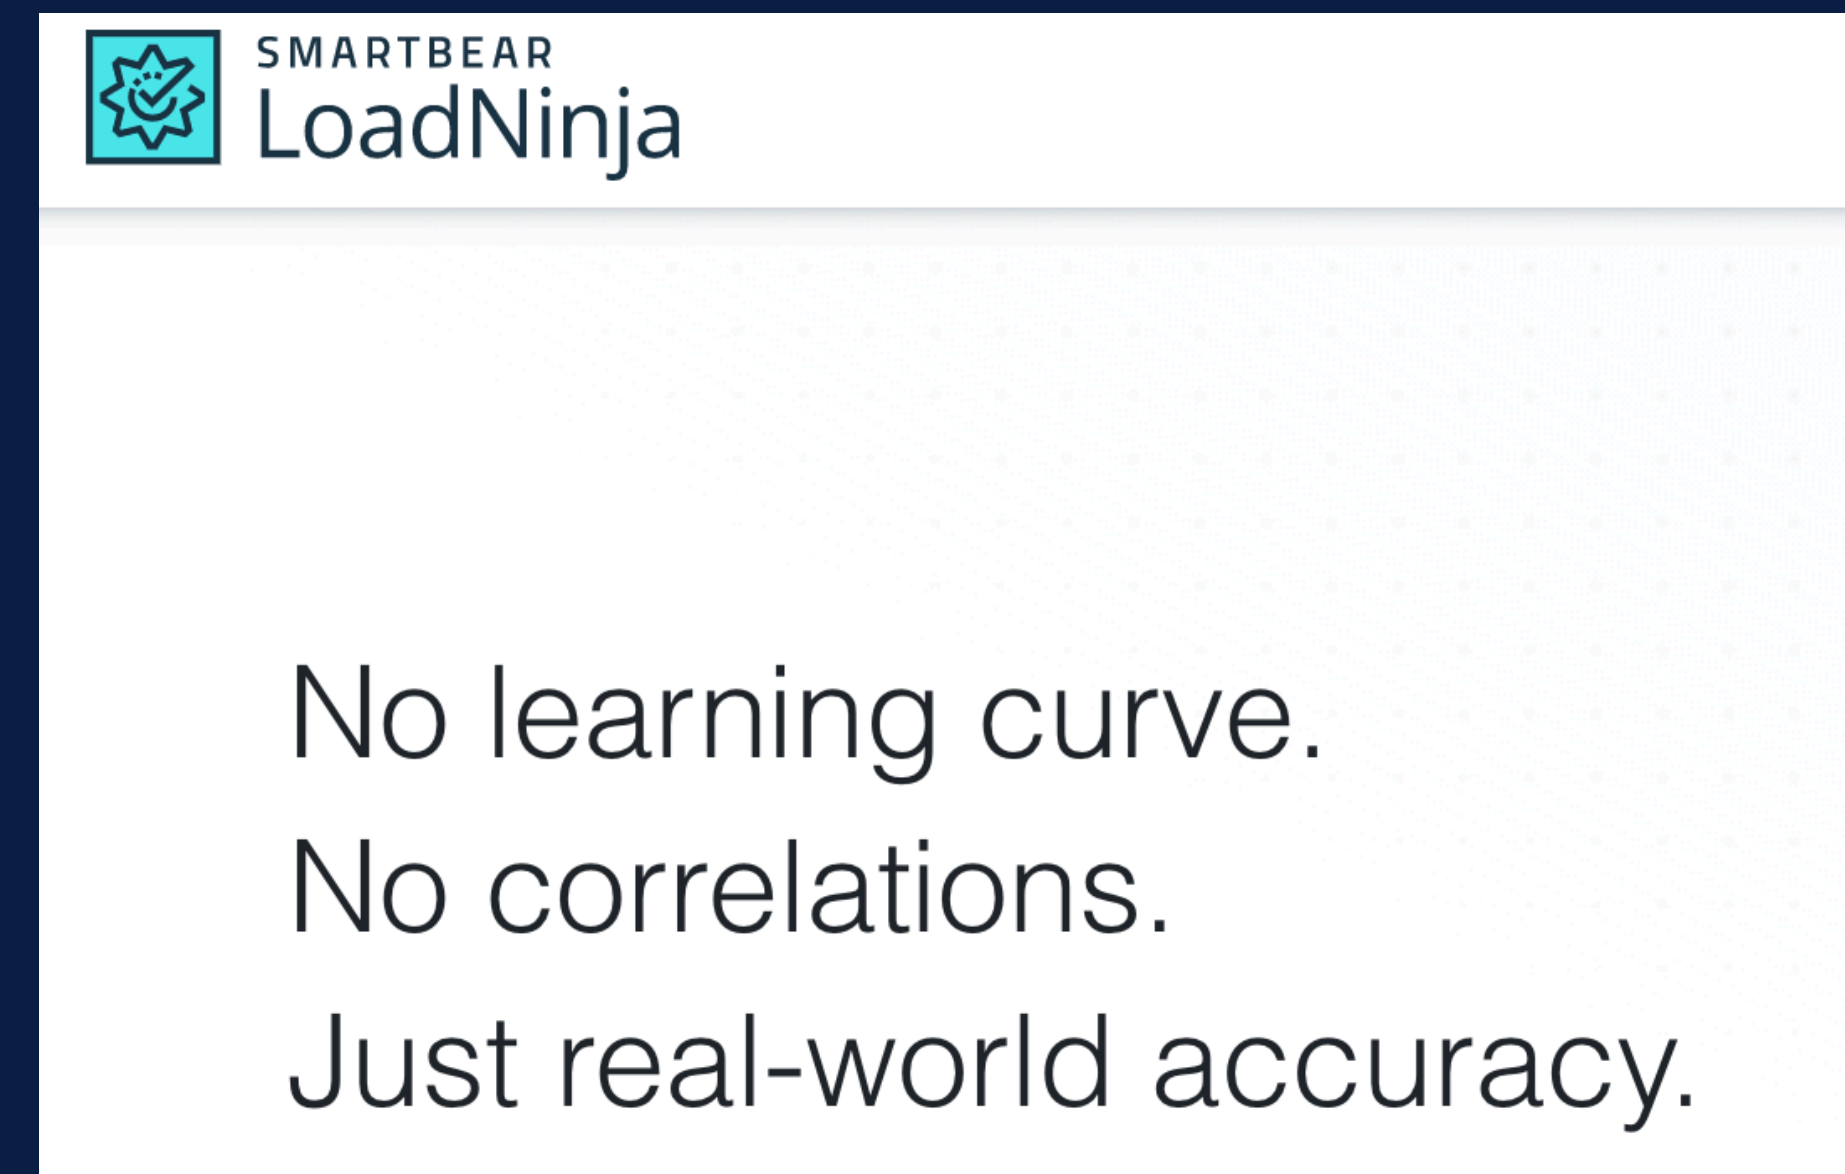 SMARTBEAR
LoadNinja
No learning curve.
No correlations.
Just real-world accuracy.